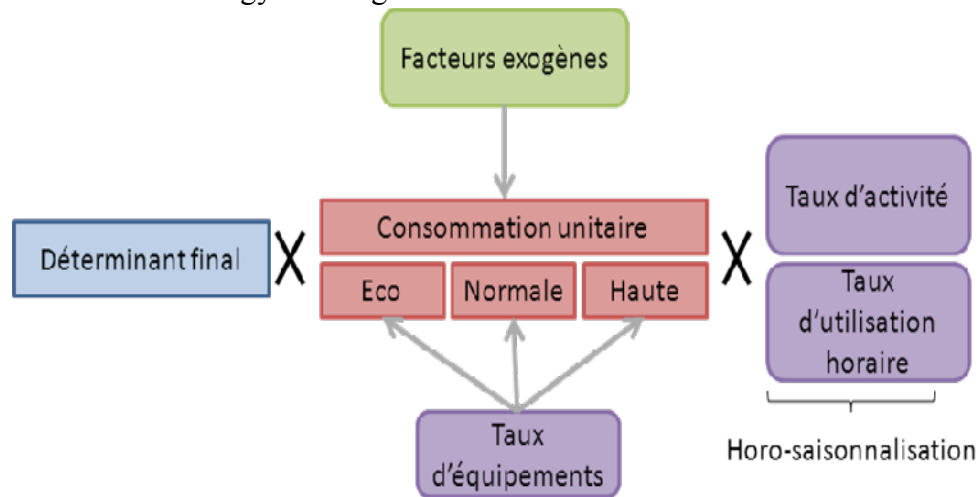 Facteurs exogènes
Consommation unitaire
Eco
Normale
Haute
Déterminant final
X
X
Taux d'activité
Taux
d'utilisation
horaire
Taux
d'équipements
Horo-saisonnalisation